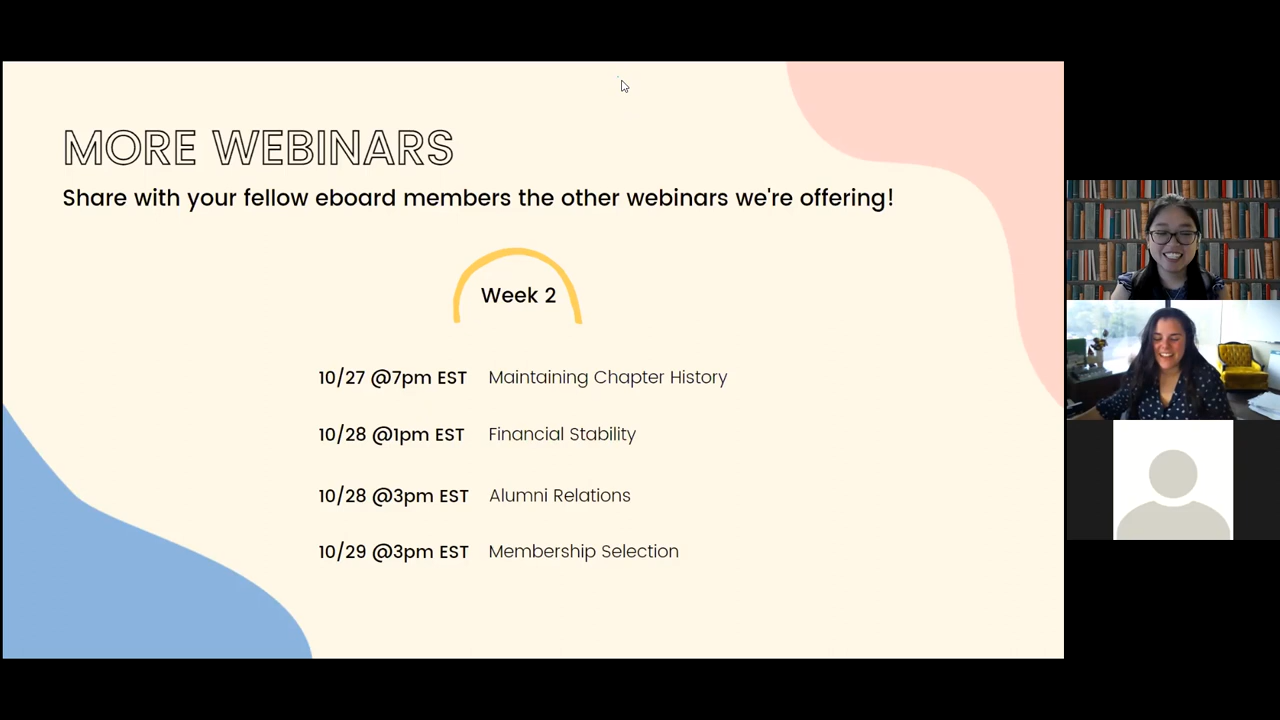 MORE WEBINARS
Share with your fellow eboard members the other webinars we're offering!
Week 2
10/27 @7pm EST Maintaining Chapter History
10/28 @1pm EST Financial Stability
10/28 @3pm EST Alumni Relations
10/29 @3pm EST Membership Selection